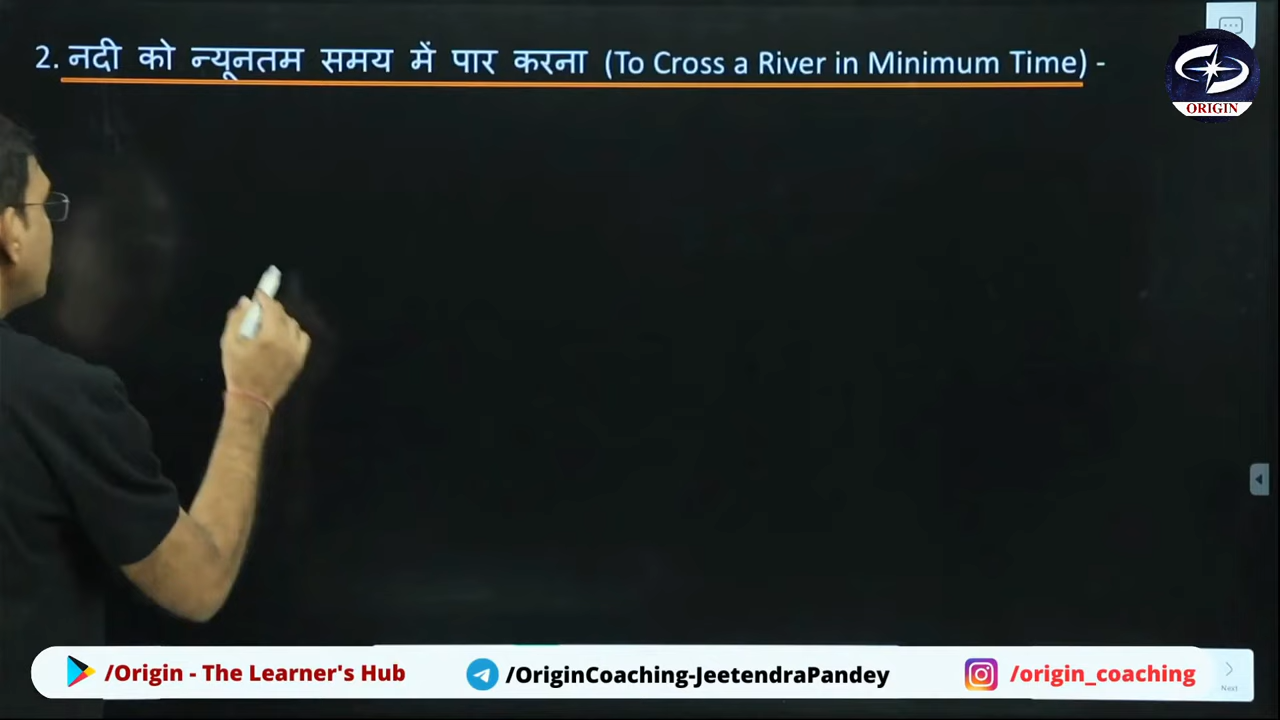 2. नदी को न्यूनतम समय में पार करना (To Cross a River in Minimum Time) -
ORIGIN
/Origin - The Learner's Hub
/OriginCoaching-JeetendraPandey
/origin_coaching
Next